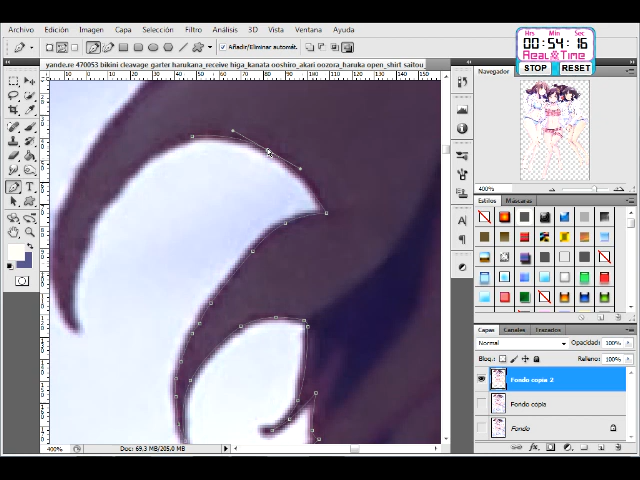 Archivo Edición Imagen Capa Selección Filtro Análisis 3D Vista Ventana Ayuda
Hrs Min Sec
00:54:16
Real Time
STOP RESET
Añadir/Eliminar automát.
yande.re 470053 bikini cleavage garter harukana_receive higa_kanata ooshiro_akari oozora_haruka open_shirt saitou
Navegador
400%
Estilos Máscaras
Capas Canales Trazados
Normal Opacidad: 100%
Bloq.: Relleno: 100%
Fondo copia 2
Fondo copia
Fondo
400% Doc: 69.3 MB/205.0 MB